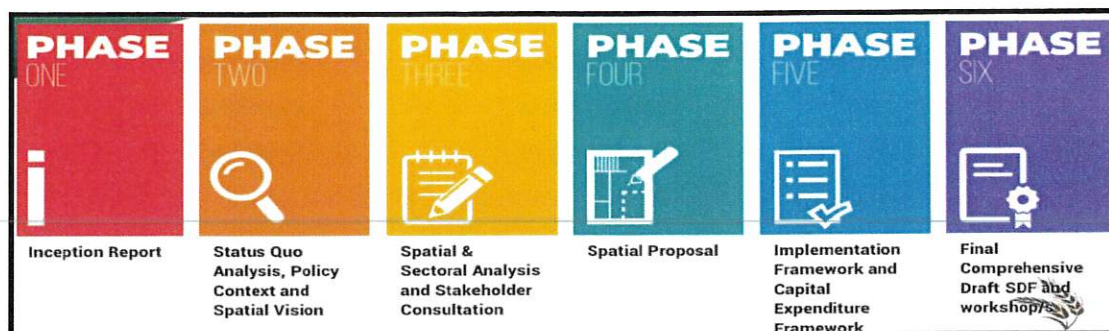 PHASE
ONE
Inception Report
PHASE
TWO
Status Quo
Analysis, Policy
Context and
Spatial Vision
PHASE
THREE
Spatial &
Sectoral Analysis
and Stakeholder
Consultation
PHASE
FOUR
Spatial Proposal
PHASE
FIVE
Implementation
Framework and
Capital
Expenditure
Framework
PHASE
SIX
Final
Comprehensive
Draft SDF and
workshop/s